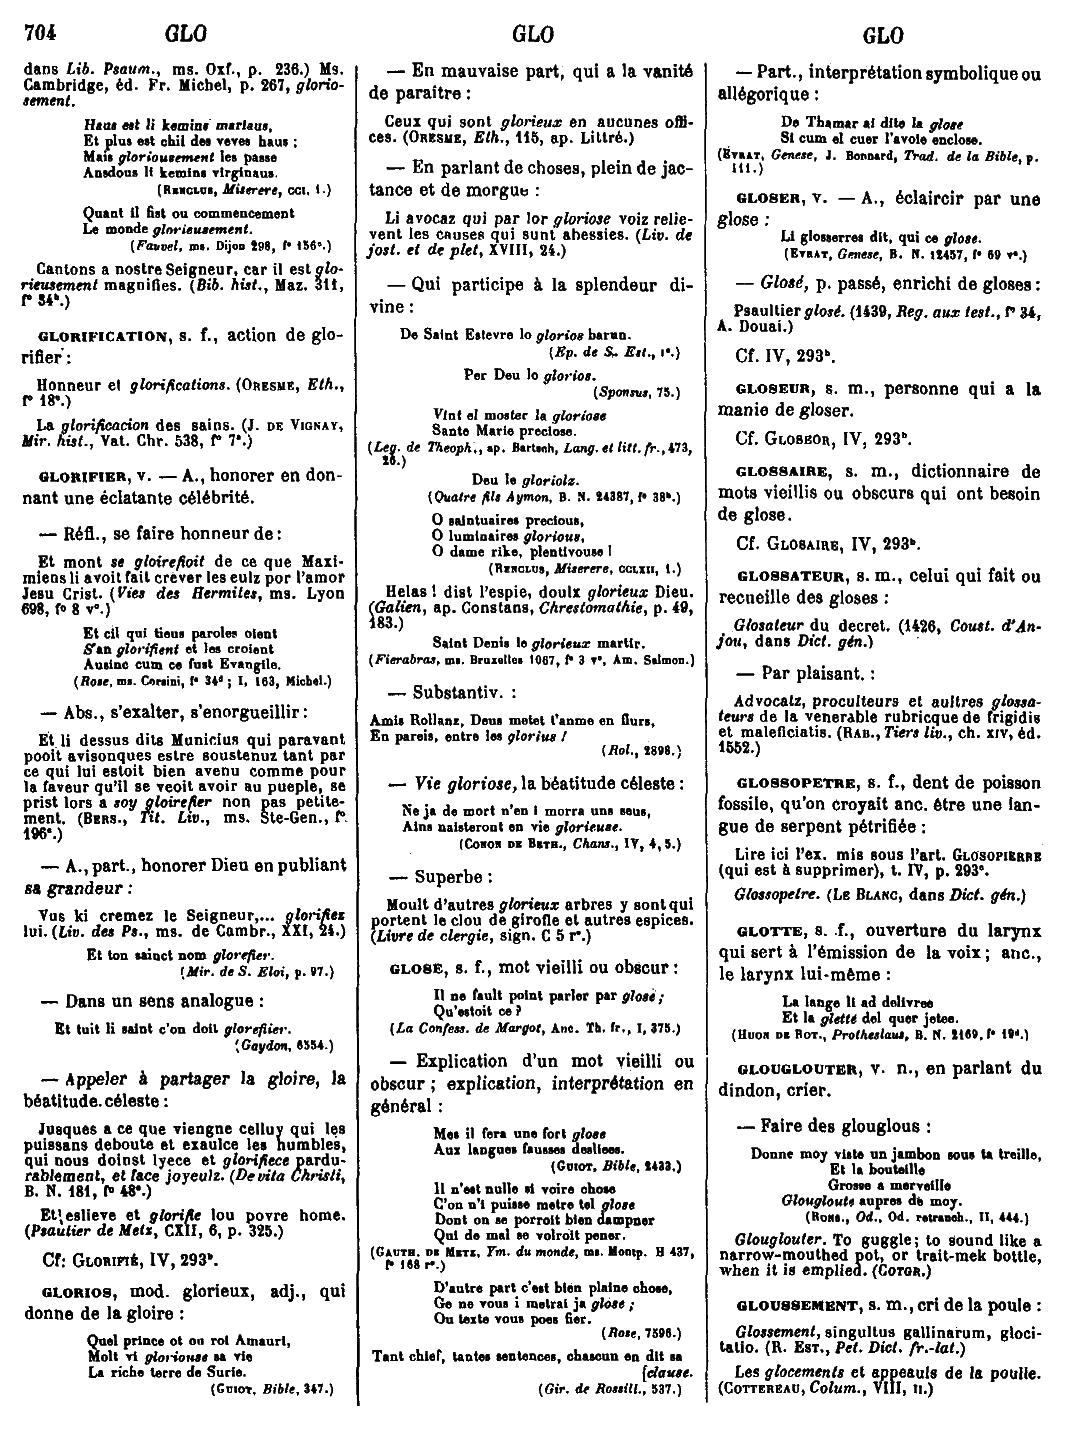 704 GLO GLO GLO
dans Lib. Psaum., ms. Oxf., p. 236.) Ms.
Cambridge, éd. Fr. Michel, p. 267, glorio-
sement.
Haus est li kemins mariaus,
Et plus est chil des veves haus ;
Mais gloriousement les passe
Ansdous li kemins virginaus.
(Renclus, Miserere, cci, 1.)
Quant il fist ou commencement
Le monde glorieusement.
(Fauvel, ms. Dijon 298, f° 156c.)
Cantons a nostre Seigneur, car il est glo-
rieusement magnifies. (Bib. hist., Maz. 311,
f° 34b.)
GLORIFICATION, s. f., action de glo-
rifier :
Honneur et glorifications. (Oresme, Eth.,
f° 18c.)
La glorificacion des sains. (J. de Vignay,
Mir. hist., Vat. Chr. 538, f° 7c.)
GLORIFIER, v. — A., honorer en don-
nant une éclatante célébrité.
— Réfl., se faire honneur de :
Et mont se gloirefioit de ce que Maxi-
miens li avoit fait crever les eulz por l'amor
Jesu Crist. (Vies des Hermites, ms. Lyon
698, f° 8 v°.)
Et cil qui tieus paroles oient
S'an glorifient et les croient
Ausinc cum ce fust Evangile.
(Rose, ms. Corsini, f° 34d ; I, 163, Michel.)
— Abs., s'exalter, s'enorgueillir :
Et li dessus dits Municius qui paravant
pooit avisonques estre soustenuz tant par
ce qui lui estoit bien avenu comme pour
la faveur qu'il se veoit avoir au pueple, se
prist lors a soy gloirefier non pas petite-
ment. (Bers., Tit. Liv., ms. Ste-Gen., f°
196c.)
— A., part., honorer Dieu en publiant
sa grandeur :
Vus ki cremez le Seigneur,... glorifiez
lui. (Liv. des Ps., ms. de Cambr., XXI, 24.)
Et ton sainct nom glorefier.
(Mir. de S. Eloi, p. 97.)
— Dans un sens analogue :
Et tuit li saint c'on doit glorefiier.
(Gaydon, 6554.)
— Appeler à partager la gloire, la
béatitude céleste :
Jusques a ce que viengne celluy qui les
puissans deboute et exaulce les humbles,
qui nous doinst lyece et glorifiece pardu-
rablement, et face joyeulz. (De vita Christi,
B. N. 181, f° 48c.)
Et eslieve et glorifie lou povre home.
(Psautier de Metz, CXII, 6, p. 325.)
Cf. Glorifié, IV, 293b.
GLORIOS, mod. glorieux, adj., qui
donne de la gloire :
Quel prince ot ou roi Amauri,
Molt vi gloriouse sa vie
La riche terre de Surie.
(Guiot, Bible, 347.)
— En mauvaise part, qui a la vanité
de paraitre :
Ceux qui sont glorieux en aucunes offi-
ces. (Oresme, Eth., 115, ap. Littré.)
— En parlant de choses, plein de jac-
tance et de morgue :
Li avocaz qui par lor gloriose voiz relie-
vent les causes qui sunt abessies. (Liv. de
jost. et de plet, XVIII, 24.)
— Qui participe à la splendeur di-
vine :
De Saint Estevre lo glorios barun.
(Ep. de S. Est., Ic.)
Per Deu lo glorios.
(Sponsus, 75.)
Vint el moster la gloriose
Sante Marie preciose.
(Leg. de Theoph., ap. Bartsch, Lang. et litt. fr., 473,
26.)
Deu le gloriolz.
(Quatre fils Aymon, B. N. 24387, f° 38b.)
O saintuaires precious,
O luminaires glorious,
O dame rike, plentivouse !
(Renclus, Miserere, cclxii, 1.)
Helas ! dist l'espie, doulx glorieux Dieu.
(Galien, ap. Constans, Chrestomathie, p. 49,
183.)
Saint Denis le glorieux martir.
(Fierabras, ms. Bruxelles 1067, f° 3 v°, Am. Salmon.)
— Substantiv. :
Amis Rollanz, Deus metet t'anme en flurs,
En pareis, entre les glorius !
(Rol., 2898.)
— Vie gloriose, la béatitude céleste :
Ne ja de mort n'en i morra uns seus,
Ains naisteront en vie glorieuse.
(Conon de Beth., Chans., IV, 4, 5.)
— Superbe :
Moult d'autres glorieux arbres y sont qui
portent le clou de girofle et autres espices.
(Livre de clergie, sign. C 5 r°.)
GLOSE, s. f., mot vieilli ou obscur :
Il ne fault point parler par glose ;
Qu'estoit ce ?
(La Confess. de Margot, Anc. Th. fr., I, 375.)
— Explication d'un mot vieilli ou
obscur ; explication, interprétation en
général :
Mes il fera une fort glose
Aux langues fausses desliees.
(Guiot, Bible, 2433.)
Il n'est nulle si voire chose
C'on n'i puisse metre tel glose
Dont on se porroit bien dampner
Qui de mal se volroit pener.
(Gauth. de Metz, Ym. du monde, ms. Montp. H 437,
f° 168 r°.)
D'autre part c'est bien plaine chose,
Ge ne vous i metrai ja glose ;
Ou texte vous poes fier.
(Rose, 7596.)
Tant chief, tantes sentences, chascun en dit sa
[clause.
(Gir. de Rossill., 537.)
— Part., interprétation symbolique ou
allégorique :
De Thamar ai dite la glose
Si cum el cuer l'avoie enclose.
(Evrat, Genese, J. Bonnard, Trad. de la Bible, p.
111.)
GLOSER, v. — A., éclaircir par une
glose :
Li glosserres dit, qui ce glose.
(Evrat, Genese, B. N. 12457, f° 69 v°.)
— Glosé, p. passé, enrichi de gloses :
Psaultier glosé. (1439, Reg. aux test., f° 34,
A. Douai.)
Cf. IV, 293b.
GLOSEUR, s. m., personne qui a la
manie de gloser.
Cf. Gloseor, IV, 293b.
GLOSSAIRE, s. m., dictionnaire de
mots vieillis ou obscurs qui ont besoin
de glose.
Cf. Glosaire, IV, 293b.
GLOSSATEUR, s. m., celui qui fait ou
recueille des gloses :
Glosateur du decret. (1426, Coust. d'An-
jou, dans Dict. gén.)
— Par plaisant. :
Advocatz, proculteurs et aultres glossa-
teurs de la venerable rubricque de frigidis
et maleficiatis. (Rab., Tiers liv., ch. xiv, éd.
1552.)
GLOSSOPETRE, s. f., dent de poisson
fossile, qu'on croyait anc. être une lan-
gue de serpent pétrifiée :
Lire ici l'ex. mis sous l'art. Glosopierre
(qui est à supprimer), t. IV, p. 293c.
Glossopetre. (Le Blanc, dans Dict. gén.)
GLOTTE, s. f., ouverture du larynx
qui sert à l'émission de la voix ; anc.,
le larynx lui-même :
La lange li ad delivree
Et la glette del quer jetee.
(Huon de Rot., Protheslaus, B. N. 2169, f° 19d.)
GLOUGLOUTER, v. n., en parlant du
dindon, crier.
— Faire des glouglous :
Donne moy viste un jambon sous ta treille,
Et la bouteille
Grosse a merveille
Glougloute aupres de moy.
(Rons., Od., Od. retranch., II, 444.)
Glouglouter. To guggle; to sound like a
narrow-mouthed pot, or trait-mek bottle,
when it is emplied. (Cotgr.)
GLOUSSEMENT, s. m., cri de la poule :
Glossement, singultus gallinarum, gloci-
tatio. (R. Est., Pet. Dict. fr.-lat.)
Les glocements et appeauls de la poulle.
(Cottereau, Colum., VIII, ii.)